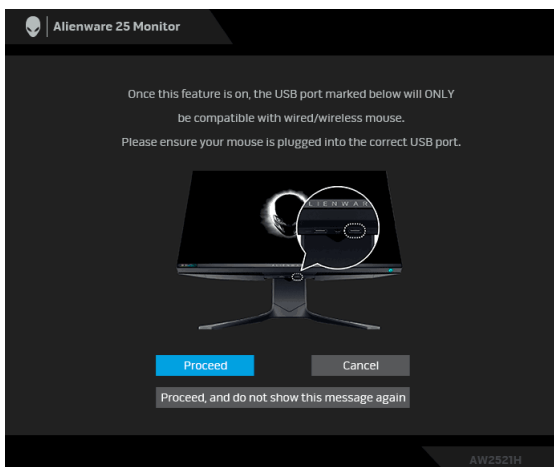 Alienware 25 Monitor
Once this feature is on, the USB port marked below will ONLY
be compatible with wired/wireless mouse.
Please ensure your mouse is plugged into the correct USB port.
LIENWAR
Proceed
Cancel
Proceed, and do not show this message again
AW2521H